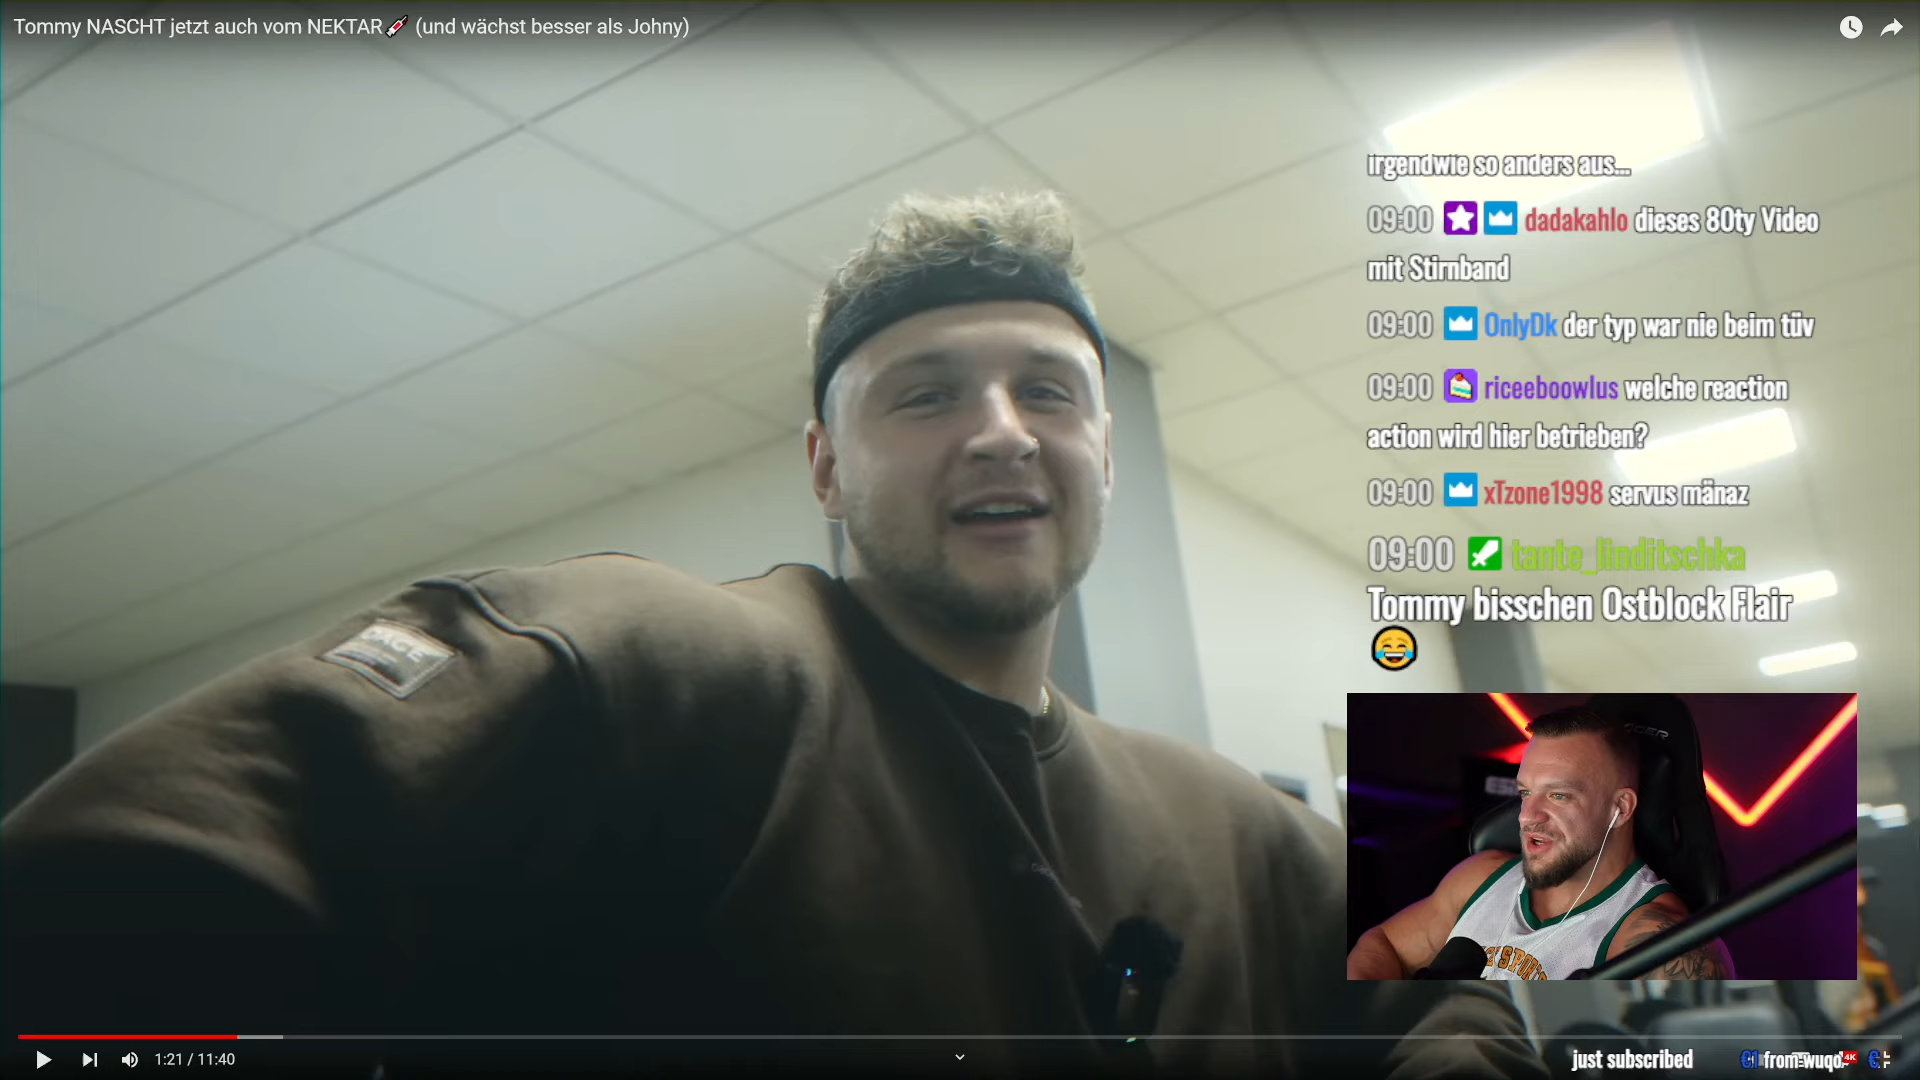 Tommy NASCHT jetzt auch vom NEKTAR💉 (und wächst besser als Johny)
irgendwie so anders aus...
09:00 dadakahlo dieses 80ty Video
mit Stirnband
09:00 OnlyDk der typ war nie beim tüv
09:00 riceeboowlus welche reaction
action wird hier betrieben?
09:00 xTzone1998 servus mänaz
09:00 tante_linditschka
Tommy bisschen Ostblock Flair
😂
1:21 / 11:40
just subscribed
from wuqo
4K